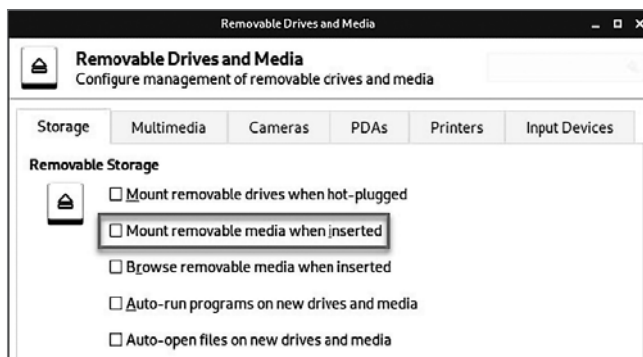 Removable Drives and Media
Removable Drives and Media
Configure management of removable drives and media
Storage Multimedia Cameras PDAs Printers Input Devices
Removable Storage
Mount removable drives when hot-plugged
Mount removable media when inserted
Browse removable media when inserted
Auto-run programs on new drives and media
Auto-open files on new drives and media